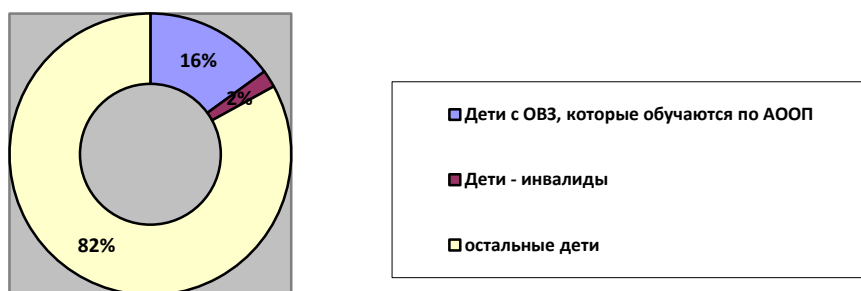 16%
2%
82%
Дети с ОВЗ, которые обучаются по АООП
Дети - инвалиды
остальные дети